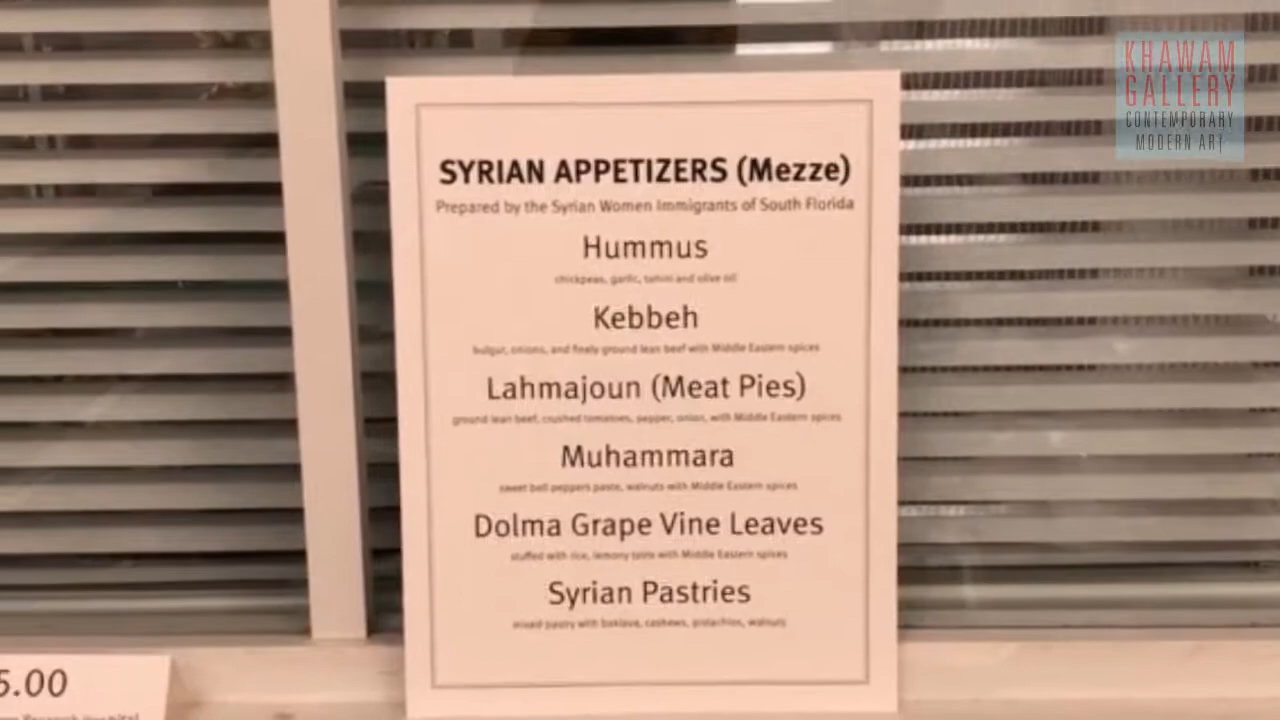 KHAWAM
GALLERY
CONTEMPORARY
MODERN ART
SYRIAN APPETIZERS (Mezze)
Prepared by the Syrian Women Immigrants of South Florida
Hummus
chickpeas, garlic, tahini and olive oil
Kebbeh
bulgur, onions, and finely ground lean beef with Middle Eastern spices
Lahmajoun (Meat Pies)
ground lean beef, crushed tomatoes, pepper, onion, with Middle Eastern spices
Muhammara
sweet bell peppers paste, walnuts with Middle Eastern spices
Dolma Grape Vine Leaves
stuffed with rice, lemony taste with Middle Eastern spices
Syrian Pastries
mixed pastry with baklava, cashews, pistachios, walnuts
5.00